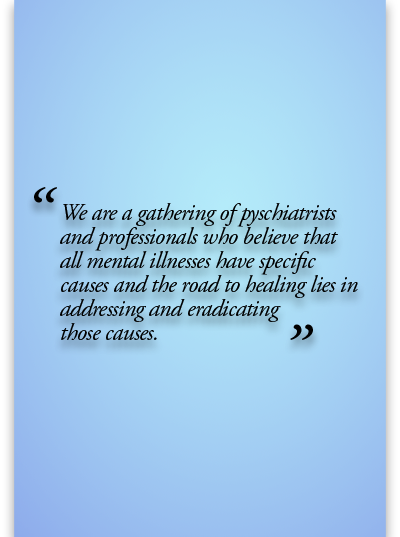 “ We are a gathering of pyschiatrists
and professionals who believe that
all mental illnesses have specific
causes and the road to healing lies in
addressing and eradicating
those causes. ”